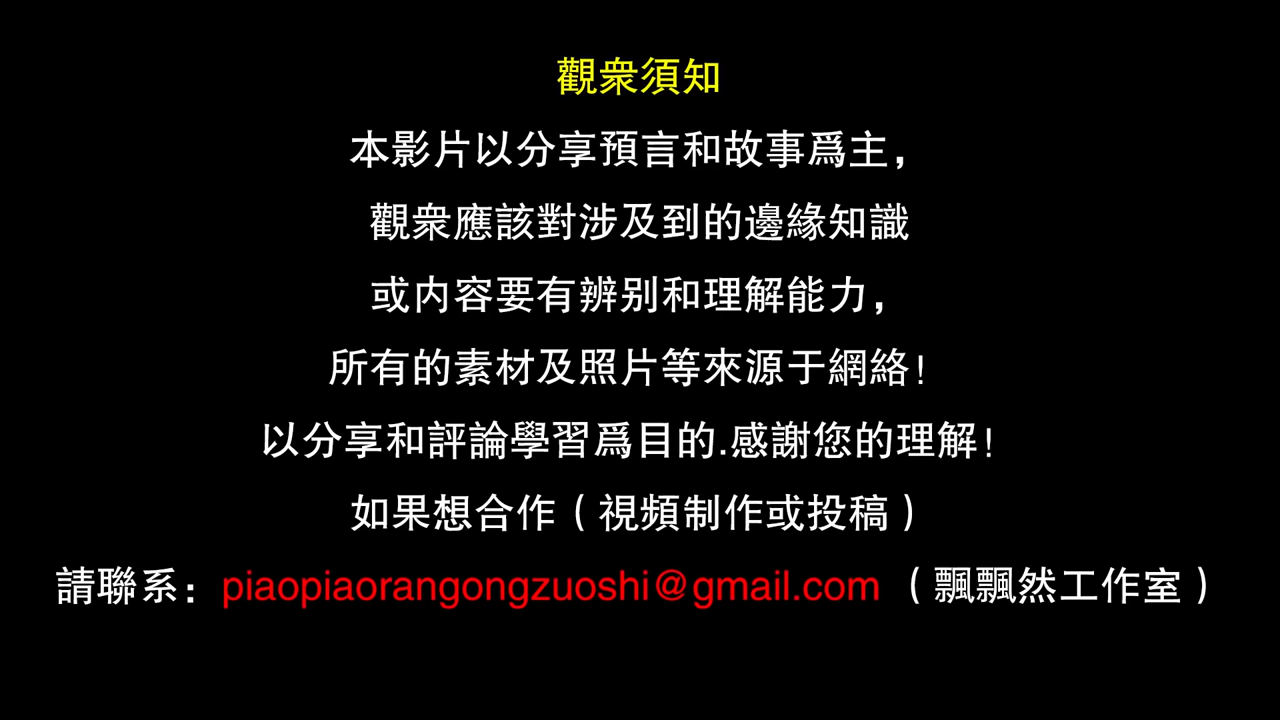 觀衆須知
本影片以分享預言和故事爲主，
觀衆應該對涉及到的邊緣知識
或内容要有辨别和理解能力，
所有的素材及照片等來源于網絡！
以分享和評論學習爲目的.感謝您的理解！
如果想合作（視頻制作或投稿）
請聯系：piaopiaorangongzuoshi@gmail.com（飄飄然工作室）